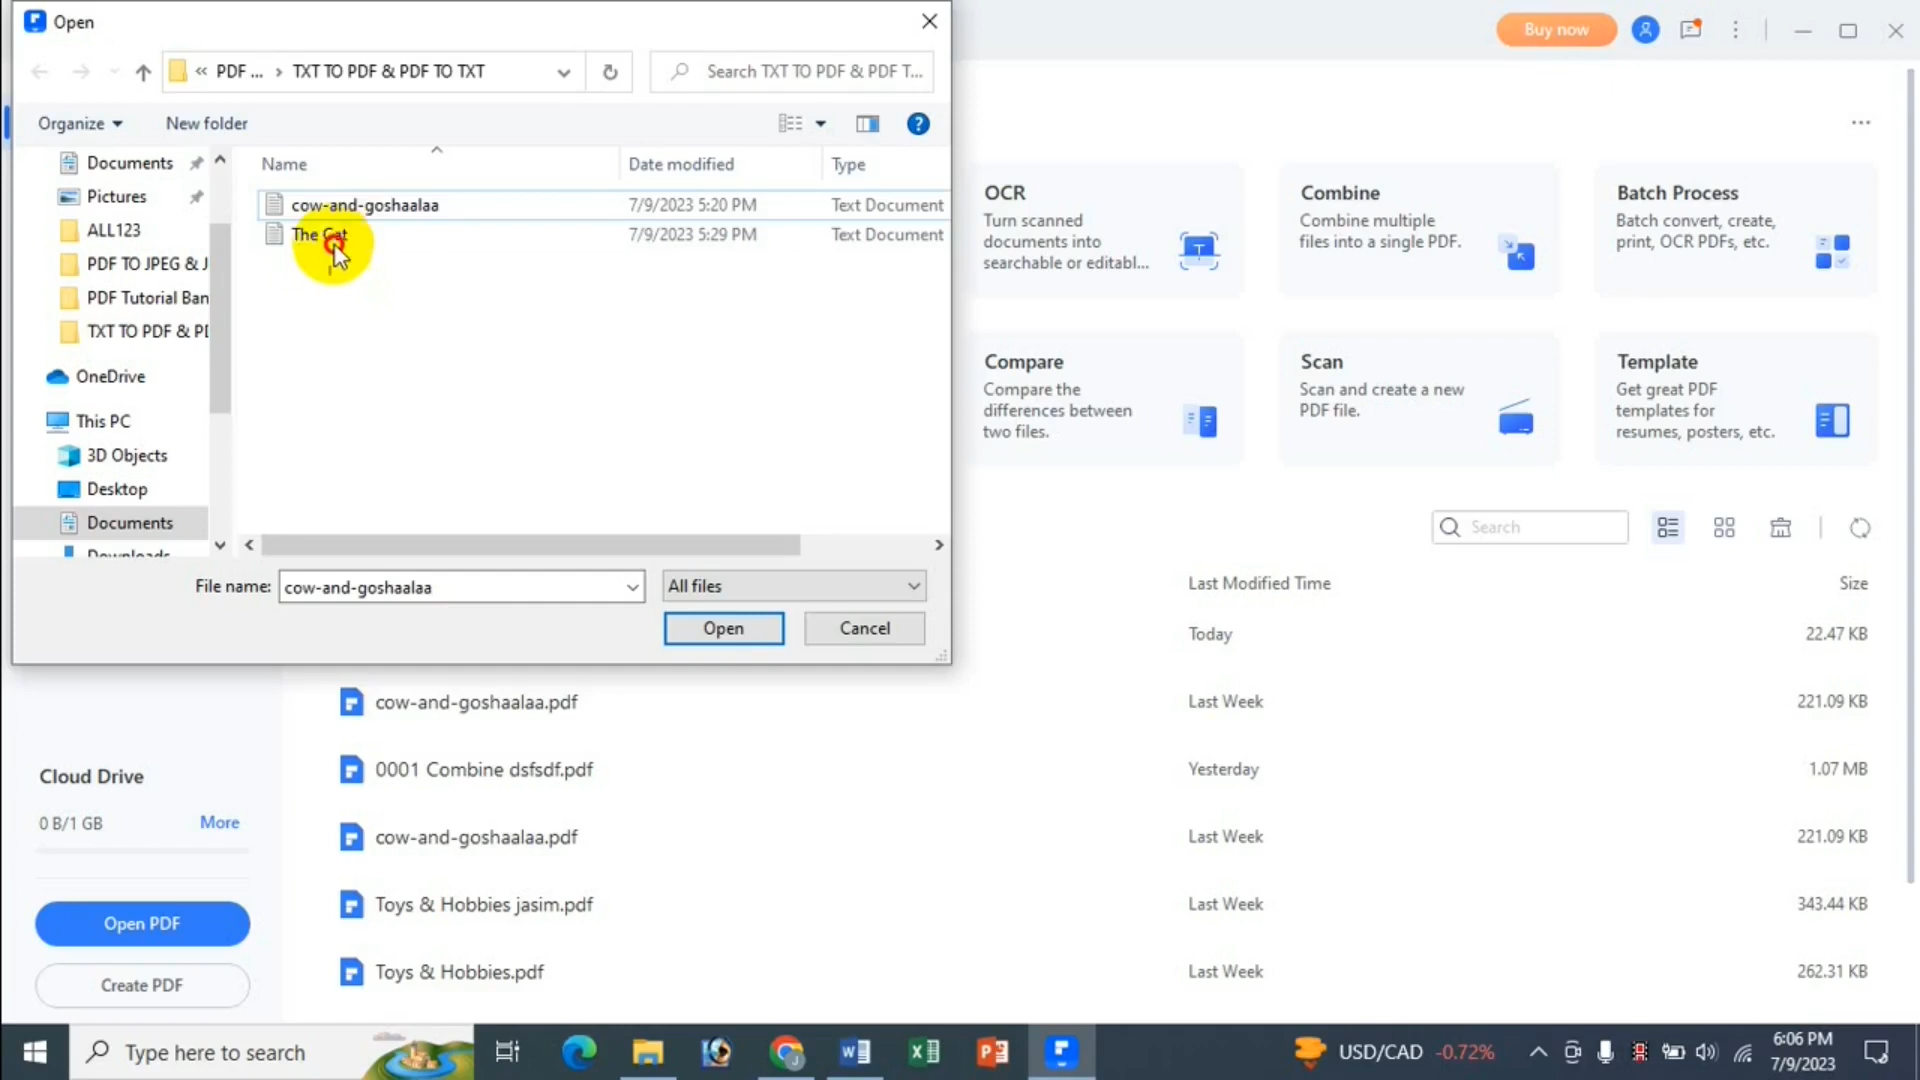 Open
« PDF ... › TXT TO PDF & PDF TO TXT
Search TXT TO PDF & PDF T...
Buy now
Organize
New folder
Name
Date modified
Type
cow-and-goshaalaa
7/9/2023 5:20 PM
Text Document
The Cat
7/9/2023 5:29 PM
Text Document
Documents
Pictures
ALL123
PDF TO JPEG & J
PDF Tutorial Ban
TXT TO PDF & PI
OneDrive
This PC
3D Objects
Desktop
Documents
Downloads
File name:
cow-and-goshaalaa
All files
Open
Cancel
OCR
Turn scanned
documents into
searchable or editabl...
Combine
Combine multiple
files into a single PDF.
Batch Process
Batch convert, create,
print, OCR PDFs, etc.
Compare
Compare the
differences between
two files.
Scan
Scan and create a new
PDF file.
Template
Get great PDF
templates for
resumes, posters, etc.
Search
Last Modified Time
Size
Today
22.47 KB
cow-and-goshaalaa.pdf
Last Week
221.09 KB
0001 Combine dsfsdf.pdf
Yesterday
1.07 MB
cow-and-goshaalaa.pdf
Last Week
221.09 KB
Toys & Hobbies jasim.pdf
Last Week
343.44 KB
Toys & Hobbies.pdf
Last Week
262.31 KB
Cloud Drive
0 B/1 GB
More
Open PDF
Create PDF
Type here to search
USD/CAD -0.72%
6:06 PM
7/9/2023